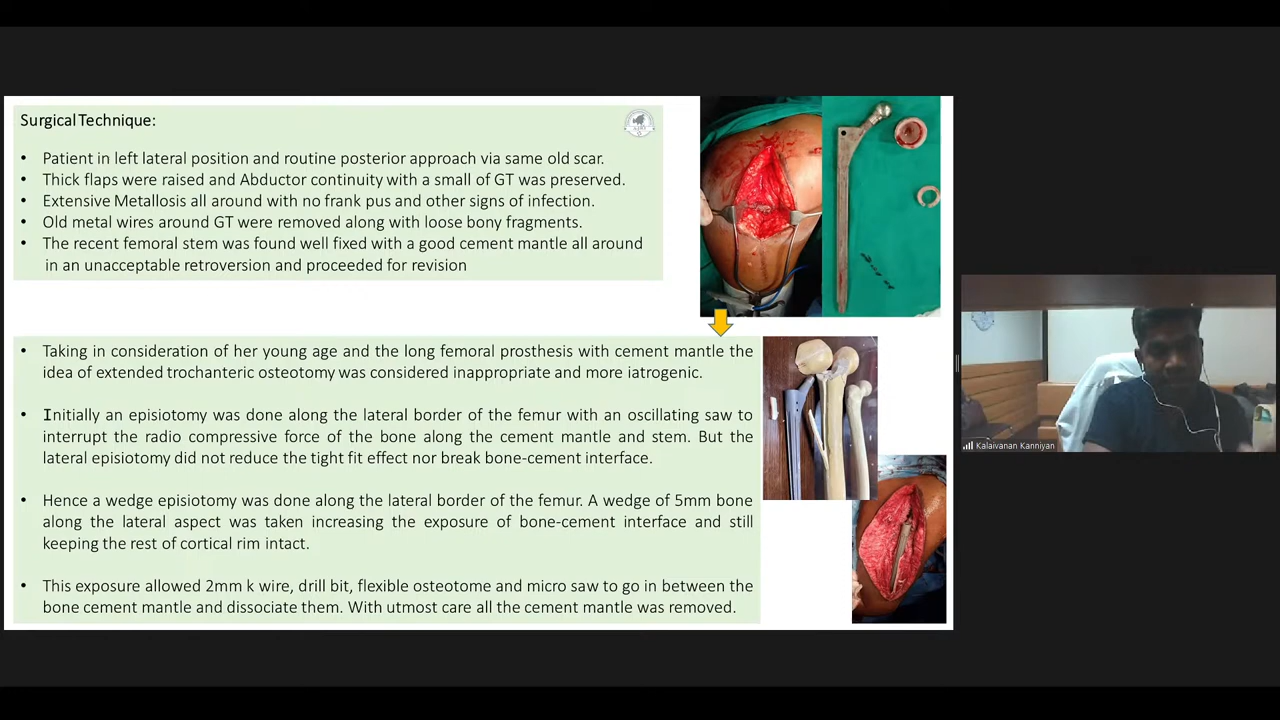 Surgical Technique:
• Patient in left lateral position and routine posterior approach via same old scar.
• Thick flaps were raised and Abductor continuity with a small of GT was preserved.
• Extensive Metallosis all around with no frank pus and other signs of infection.
• Old metal wires around GT were removed along with loose bony fragments.
• The recent femoral stem was found well fixed with a good cement mantle all around
in an unacceptable retroversion and proceeded for revision
• Taking in consideration of her young age and the long femoral prosthesis with cement mantle the
idea of extended trochanteric osteotomy was considered inappropriate and more iatrogenic.
• Initially an episiotomy was done along the lateral border of the femur with an oscillating saw to
interrupt the radio compressive force of the bone along the cement mantle and stem. But the
lateral episiotomy did not reduce the tight fit effect nor break bone-cement interface.
• Hence a wedge episiotomy was done along the lateral border of the femur. A wedge of 5mm bone
along the lateral aspect was taken increasing the exposure of bone-cement interface and still
keeping the rest of cortical rim intact.
• This exposure allowed 2mm k wire, drill bit, flexible osteotome and micro saw to go in between the
bone cement mantle and dissociate them. With utmost care all the cement mantle was removed.
Kalaivanan Kanniyan